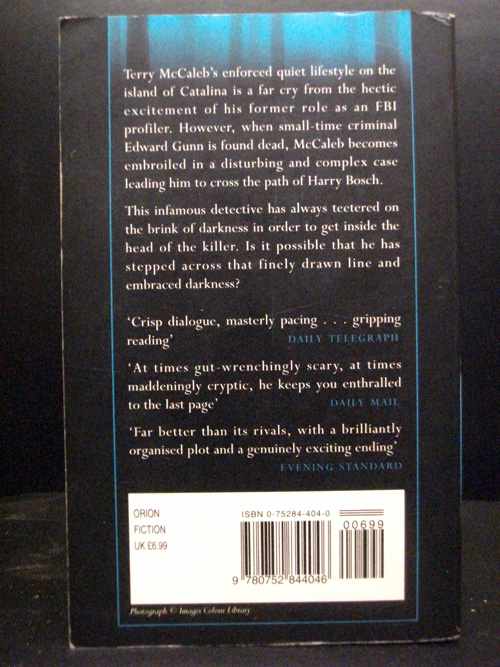 Terry McCaleb's enforced quiet lifestyle on the
island of Catalina is a far cry from the hectic
excitement of his former role as an FBI
profiler. However, when small-time criminal
Edward Gunn is found dead, McCaleb becomes
embroiled in a disturbing and complex case
leading him to cross the path of Harry Bosch.
This infamous detective has always teetered on
the brink of darkness in order to get inside the
head of the killer. Is it possible that he has
stepped across that finely drawn line and
embraced darkness?
'Crisp dialogue, masterly pacing . . . gripping
reading' DAILY TELEGRAPH
'At times gut-wrenchingly scary, at times
maddeningly cryptic, he keeps you enthralled
to the last page' DAILY MAIL
'Far better than its rivals, with a brilliantly
organised plot and a genuinely exciting ending'
EVENING STANDARD
ORION
FICTION
UK £6.99
ISBN 0-75284-404-0
00699
9 780752 844046
Photograph © Images Colour Library